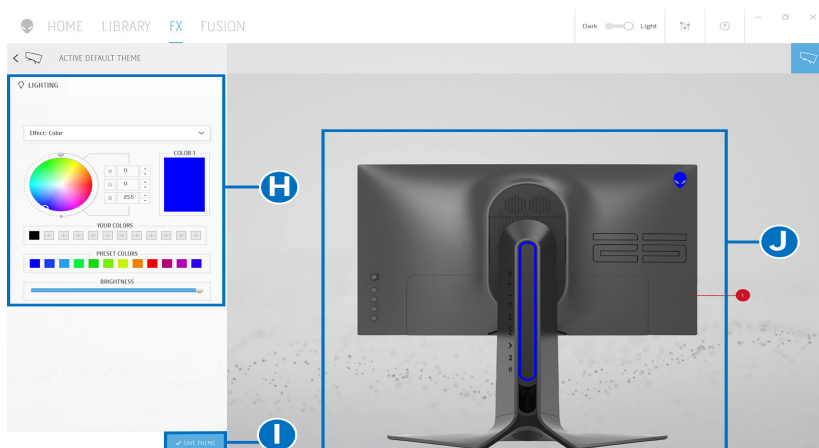 HOME LIBRARY FX FUSION
Dark Light
ACTIVE DEFAULT THEME
LIGHTING
Effect: Color
COLOR 1
R 0
G 0
B 255
YOUR COLORS
PRESET COLORS
BRIGHTNESS
SAVE THEME
H
I
J
1